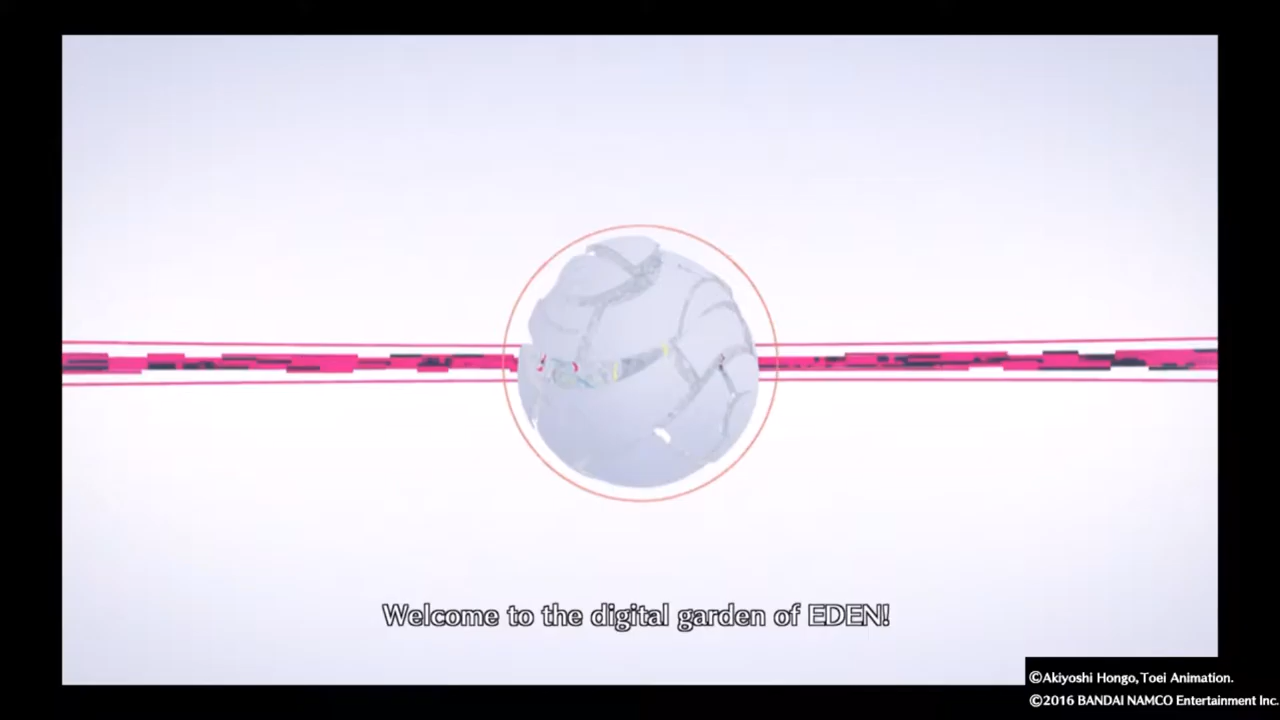 Welcome to the digital garden of EDEN!
©Akiyoshi Hongo, Toei Animation.
©2016 BANDAI NAMCO Entertainment Inc.